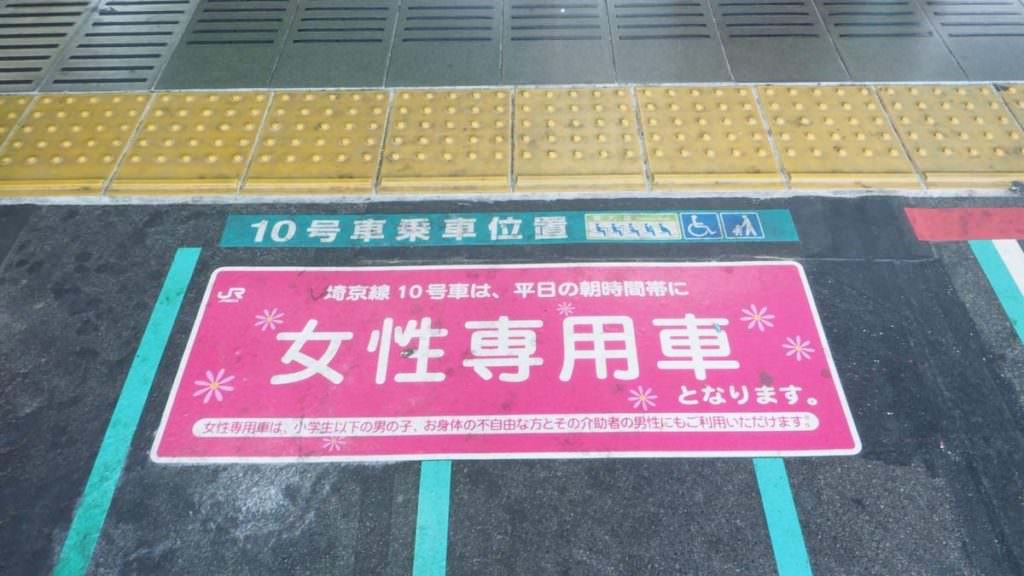 10号車乗車位置
JR
埼京線 10号車は、平日の朝時間帯に
女性専用車
となります。
女性専用車は、小学生以下の男の子、お身体の不自由な方とその介助者の男性にもご利用いただけます。